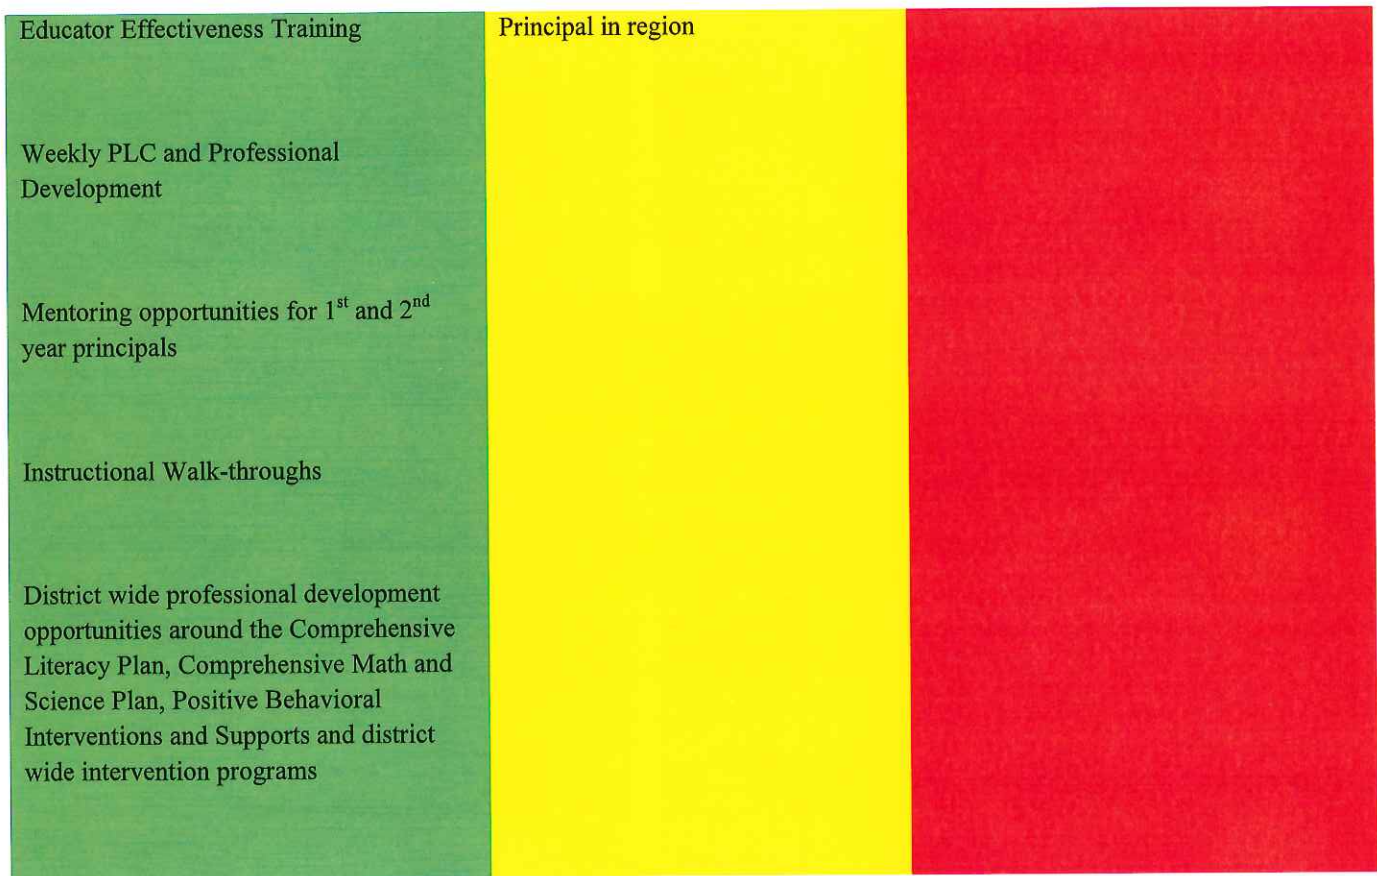 Educator Effectiveness Training
Weekly PLC and Professional
Development
Mentoring opportunities for 1st and 2nd
year principals
Instructional Walk-throughs
District wide professional development
opportunities around the Comprehensive
Literacy Plan, Comprehensive Math and
Science Plan, Positive Behavioral
Interventions and Supports and district
wide intervention programs
Principal in region